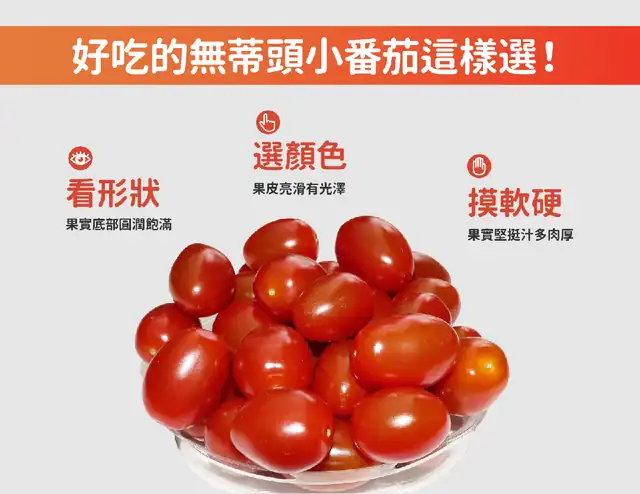 好吃的無蒂頭小番茄這樣選！
看形狀
果實底部圓潤飽滿
選顏色
果皮亮滑有光澤
摸軟硬
果實堅挺汁多肉厚